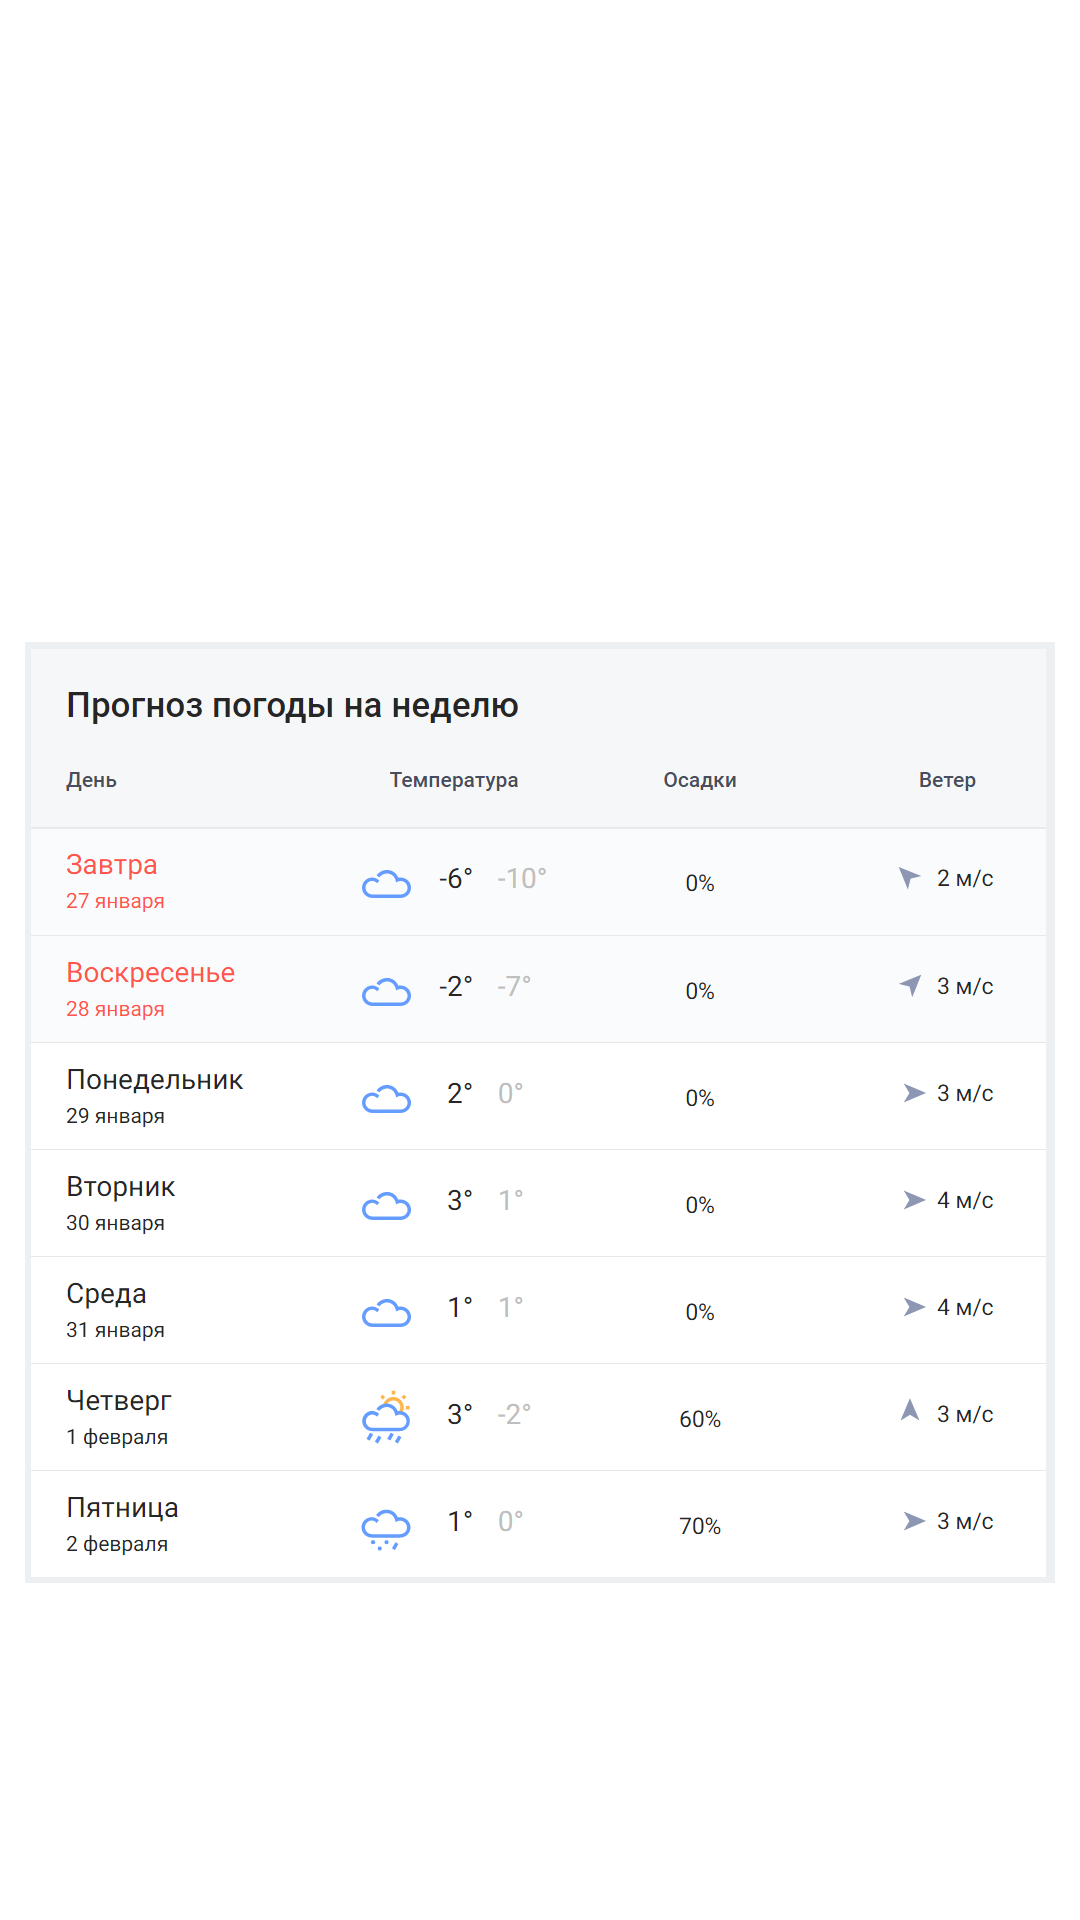 Прогноз погоды на неделю
День Температура Осадки Ветер
Завтра
27 января
-6° -10° 0% 2 м/с
Воскресенье
28 января
-2° -7° 0% 3 м/с
Понедельник
29 января
2° 0° 0% 3 м/с
Вторник
30 января
3° 1° 0% 4 м/с
Среда
31 января
1° 1° 0% 4 м/с
Четверг
1 февраля
3° -2° 60% 3 м/с
Пятница
2 февраля
1° 0° 70% 3 м/с